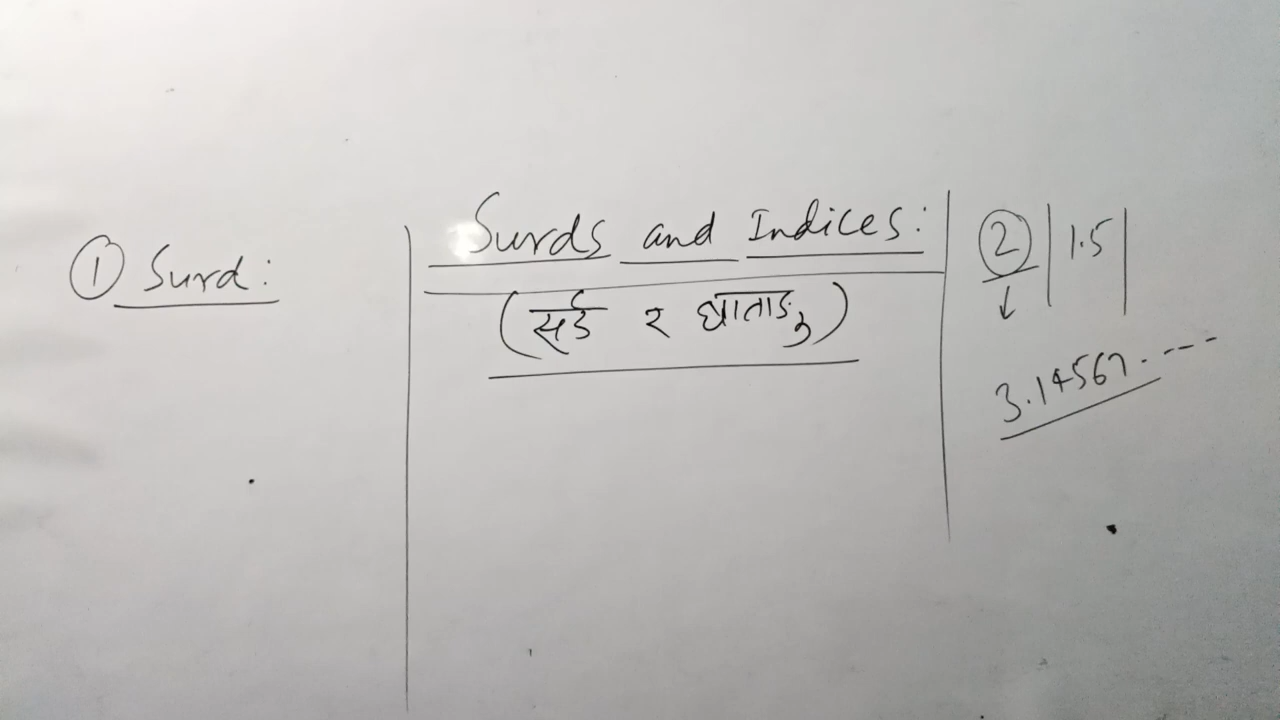 ① Surd:
Surds and Indices:
(सर्ड र घाताङ्क)
② | 1.5 |
↓
3.14567. ---